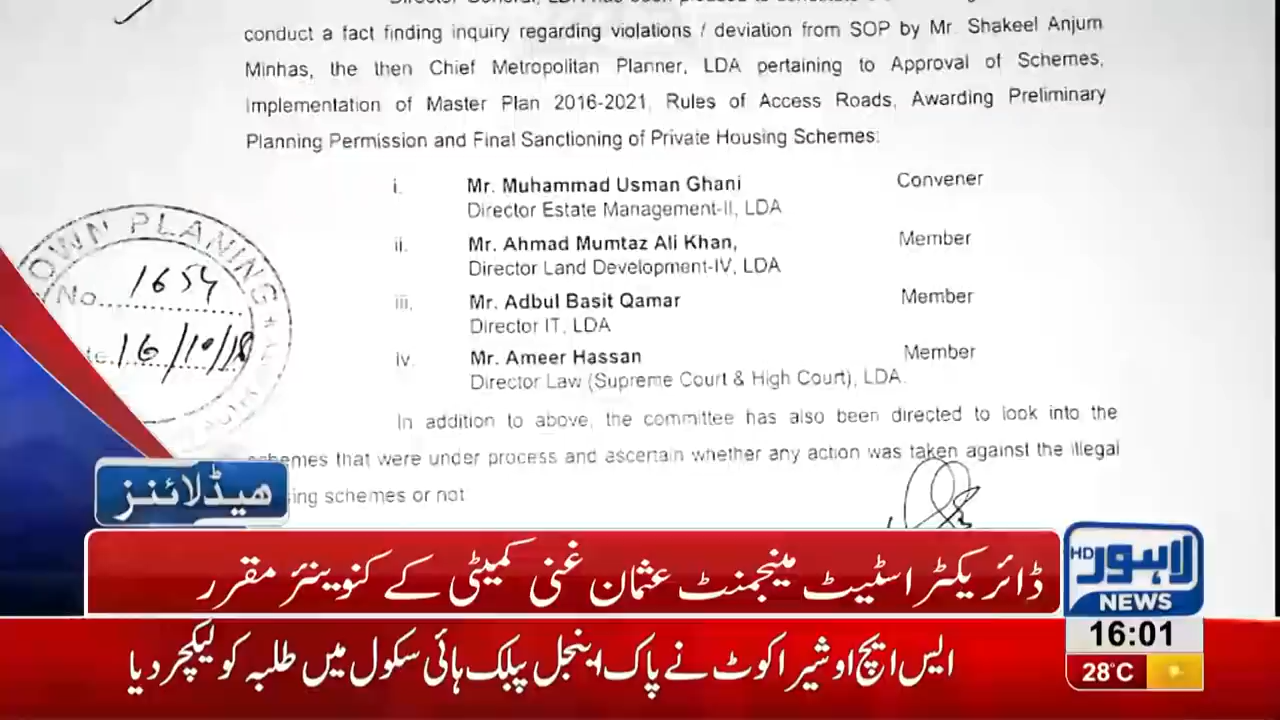 conduct a fact finding inquiry regarding violations / deviation from SOP by Mr. Shakeel Anjum
Minhas, the then Chief Metropolitan Planner, LDA pertaining to Approval of Schemes,
Implementation of Master Plan 2016-2021, Rules of Access Roads, Awarding Preliminary
Planning Permission and Final Sanctioning of Private Housing Schemes:
i. Mr. Muhammad Usman Ghani Convener
Director Estate Management-II, LDA
ii. Mr. Ahmad Mumtaz Ali Khan, Member
Director Land Development-IV, LDA
iii. Mr. Adbul Basit Qamar Member
Director IT, LDA
iv. Mr. Ameer Hassan Member
Director Law (Supreme Court & High Court), LDA.
In addition to above, the committee has also been directed to look into the
that were under process and ascertain whether any action was taken against the illegal
schemes or not
OWN PLANING
No. 1654
16/10/18
ہیڈلائنز
ڈائریکٹر اسٹیٹ مینجمنٹ عثمان غنی کمیٹی کے کنوینئر مقرر
ایس ایچ او شیراکوٹ نے پاک اینجل پبلک ہائی سکول میں طلبہ کو لیکچر دیا
HD لاہور
NEWS
16:01
28°C